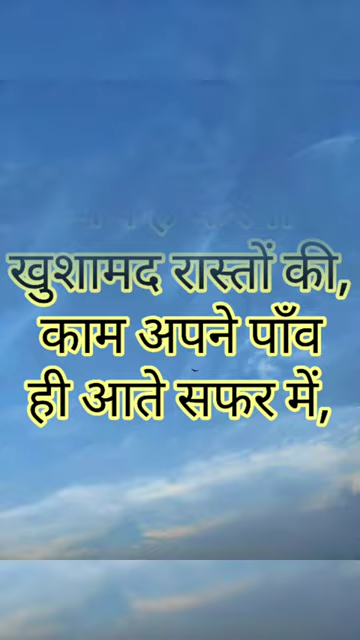 खुशामद रास्तों की,
काम अपने पाँव
ही आते सफर में,